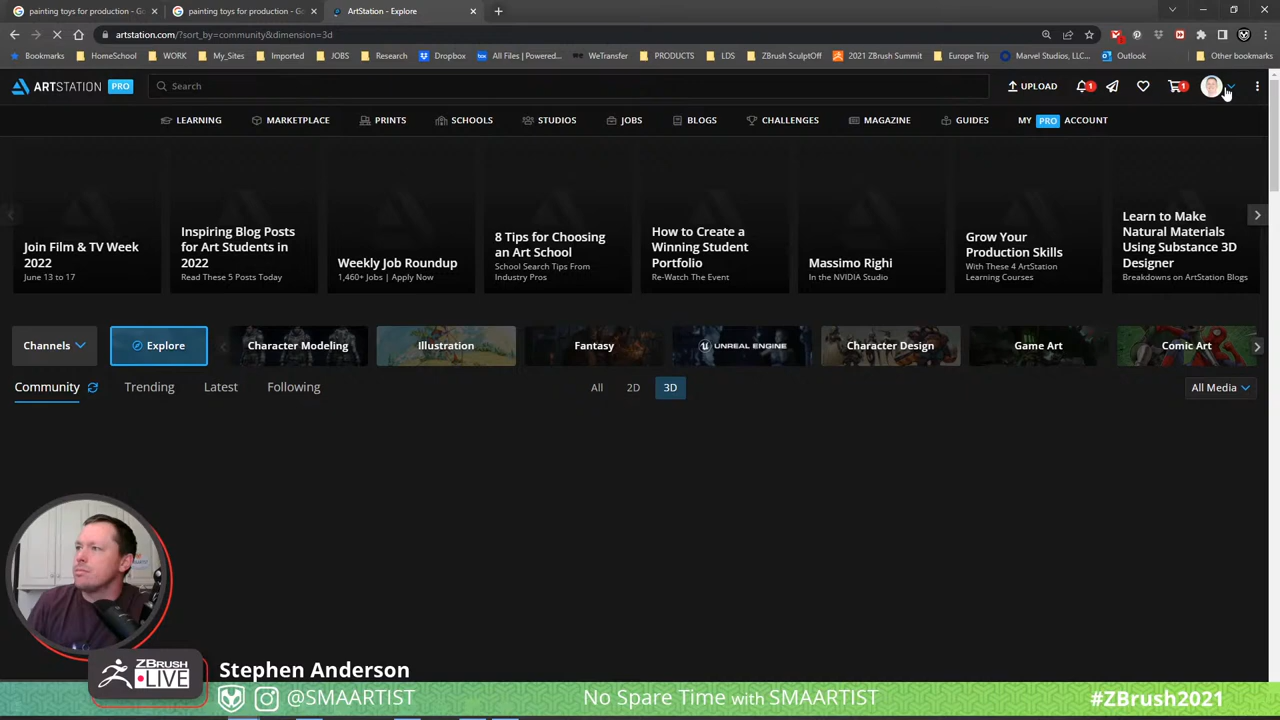 painting toys for production - Go
painting toys for production - Go
ArtStation - Explore
artstation.com/?sort_by=community&dimension=3d
Bookmarks HomeSchool WORK My_Sites Imported JOBS Research Dropbox All Files | Powered... WeTransfer PRODUCTS LDS ZBrush SculptOff 2021 ZBrush Summit Europe Trip Marvel Studios, LLC... Outlook Other bookmarks
ARTSTATION PRO Search UPLOAD 1 1
LEARNING MARKETPLACE PRINTS SCHOOLS STUDIOS JOBS BLOGS CHALLENGES MAGAZINE GUIDES MY PRO ACCOUNT
Join Film & TV Week
2022
June 13 to 17
Inspiring Blog Posts
for Art Students in
2022
Read These 5 Posts Today
Weekly Job Roundup
1,460+ Jobs | Apply Now
8 Tips for Choosing
an Art School
School Search Tips From
Industry Pros
How to Create a
Winning Student
Portfolio
Re-Watch The Event
Massimo Righi
In the NVIDIA Studio
Grow Your
Production Skills
With These 4 ArtStation
Learning Courses
Learn to Make
Natural Materials
Using Substance 3D
Designer
Breakdowns on ArtStation Blogs
Channels Explore Character Modeling Illustration Fantasy UNREAL ENGINE Character Design Game Art Comic Art
Community Trending Latest Following All 2D 3D All Media
ZBRUSH
LIVE
Stephen Anderson
@SMAARTIST No Spare Time with SMAARTIST #ZBrush2021